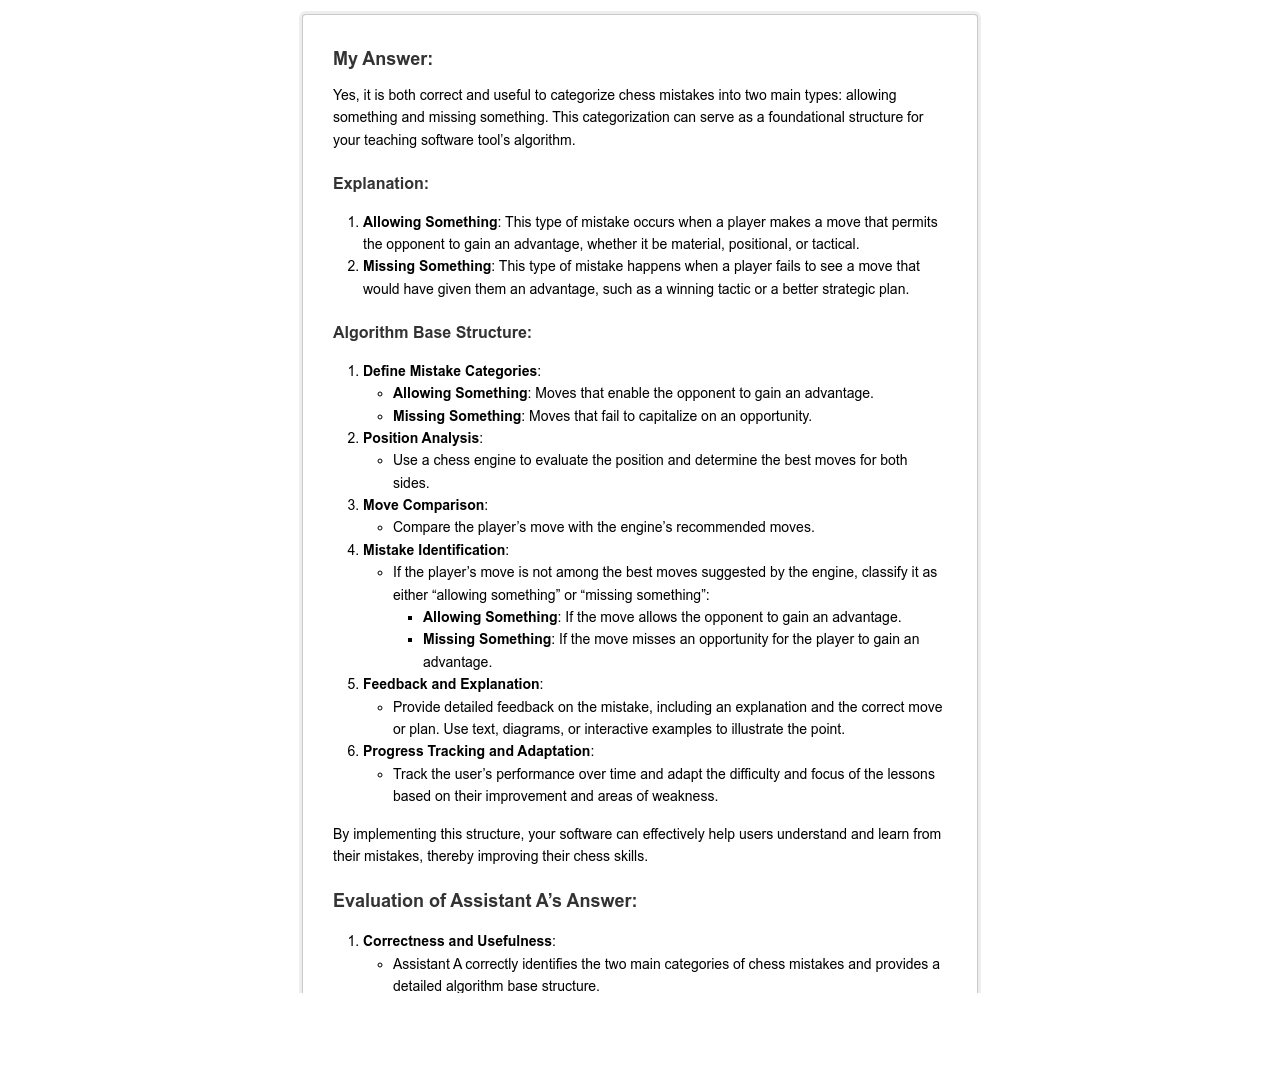 My Answer:
Yes, it is both correct and useful to categorize chess mistakes into two main types: allowing
something and missing something. This categorization can serve as a foundational structure for
your teaching software tool’s algorithm.
Explanation:
1. Allowing Something: This type of mistake occurs when a player makes a move that permits
the opponent to gain an advantage, whether it be material, positional, or tactical.
2. Missing Something: This type of mistake happens when a player fails to see a move that
would have given them an advantage, such as a winning tactic or a better strategic plan.
Algorithm Base Structure:
1. Define Mistake Categories:
◦ Allowing Something: Moves that enable the opponent to gain an advantage.
◦ Missing Something: Moves that fail to capitalize on an opportunity.
2. Position Analysis:
◦ Use a chess engine to evaluate the position and determine the best moves for both
sides.
3. Move Comparison:
◦ Compare the player’s move with the engine’s recommended moves.
4. Mistake Identification:
◦ If the player’s move is not among the best moves suggested by the engine, classify it as
either “allowing something” or “missing something”:
▪ Allowing Something: If the move allows the opponent to gain an advantage.
▪ Missing Something: If the move misses an opportunity for the player to gain an
advantage.
5. Feedback and Explanation:
◦ Provide detailed feedback on the mistake, including an explanation and the correct move
or plan. Use text, diagrams, or interactive examples to illustrate the point.
6. Progress Tracking and Adaptation:
◦ Track the user’s performance over time and adapt the difficulty and focus of the lessons
based on their improvement and areas of weakness.
By implementing this structure, your software can effectively help users understand and learn from
their mistakes, thereby improving their chess skills.
Evaluation of Assistant A’s Answer:
1. Correctness and Usefulness:
◦ Assistant A correctly identifies the two main categories of chess mistakes and provides a
detailed algorithm base structure.